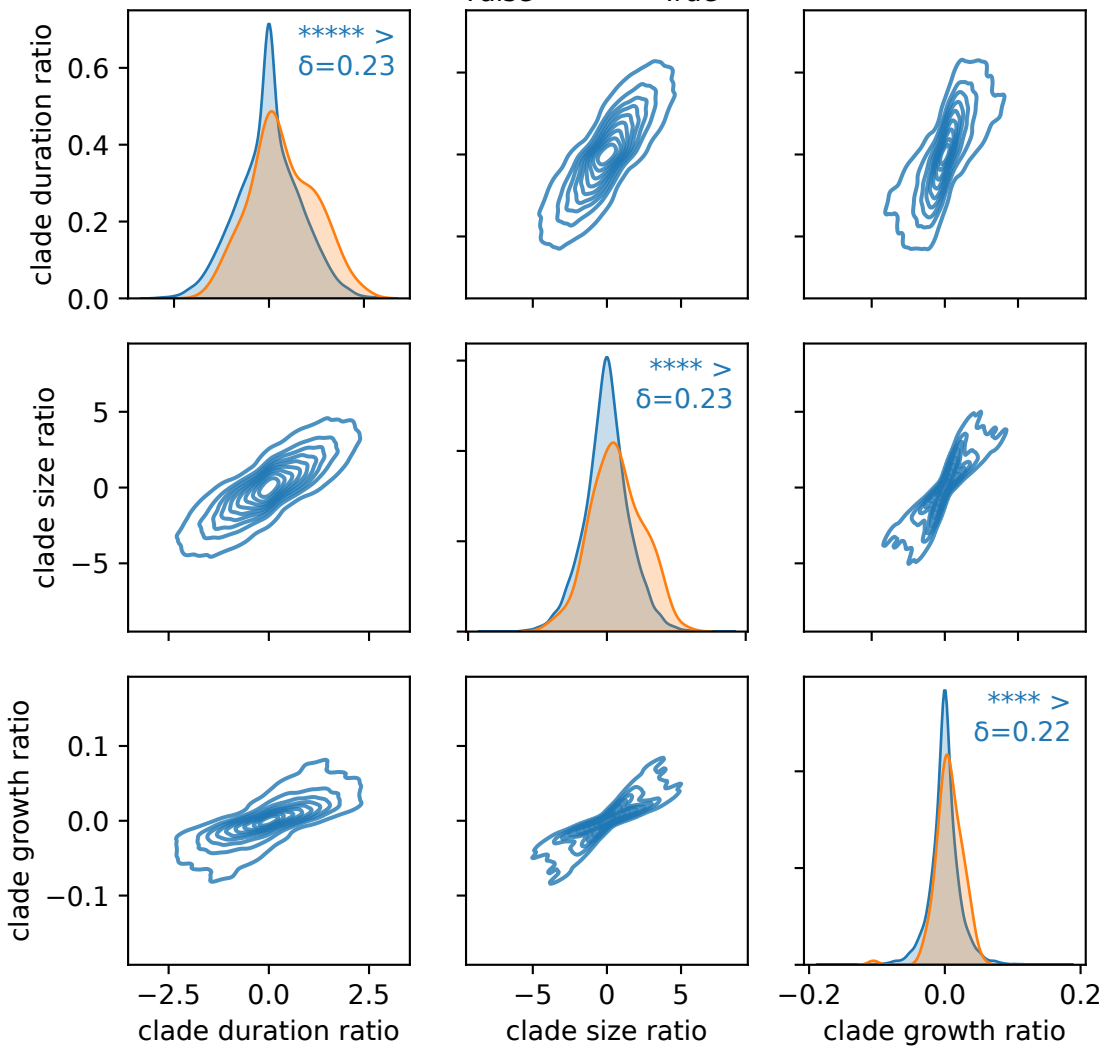 ***** >
δ=0.23
clade duration ratio
0.6
0.4
0.2
0.0
**** >
δ=0.23
clade size ratio
5
0
−5
**** >
δ=0.22
clade growth ratio
0.1
0.0
−0.1
−2.5 0.0 2.5
−5 0 5
−0.2 0.0 0.2
clade duration ratio
clade size ratio
clade growth ratio